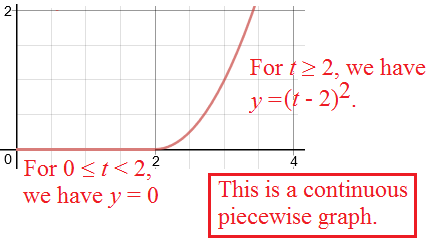 2
For t ≥ 2, we have
y = (t - 2)².
0
2
4
For 0 ≤ t < 2,
we have y = 0
This is a continuous
piecewise graph.